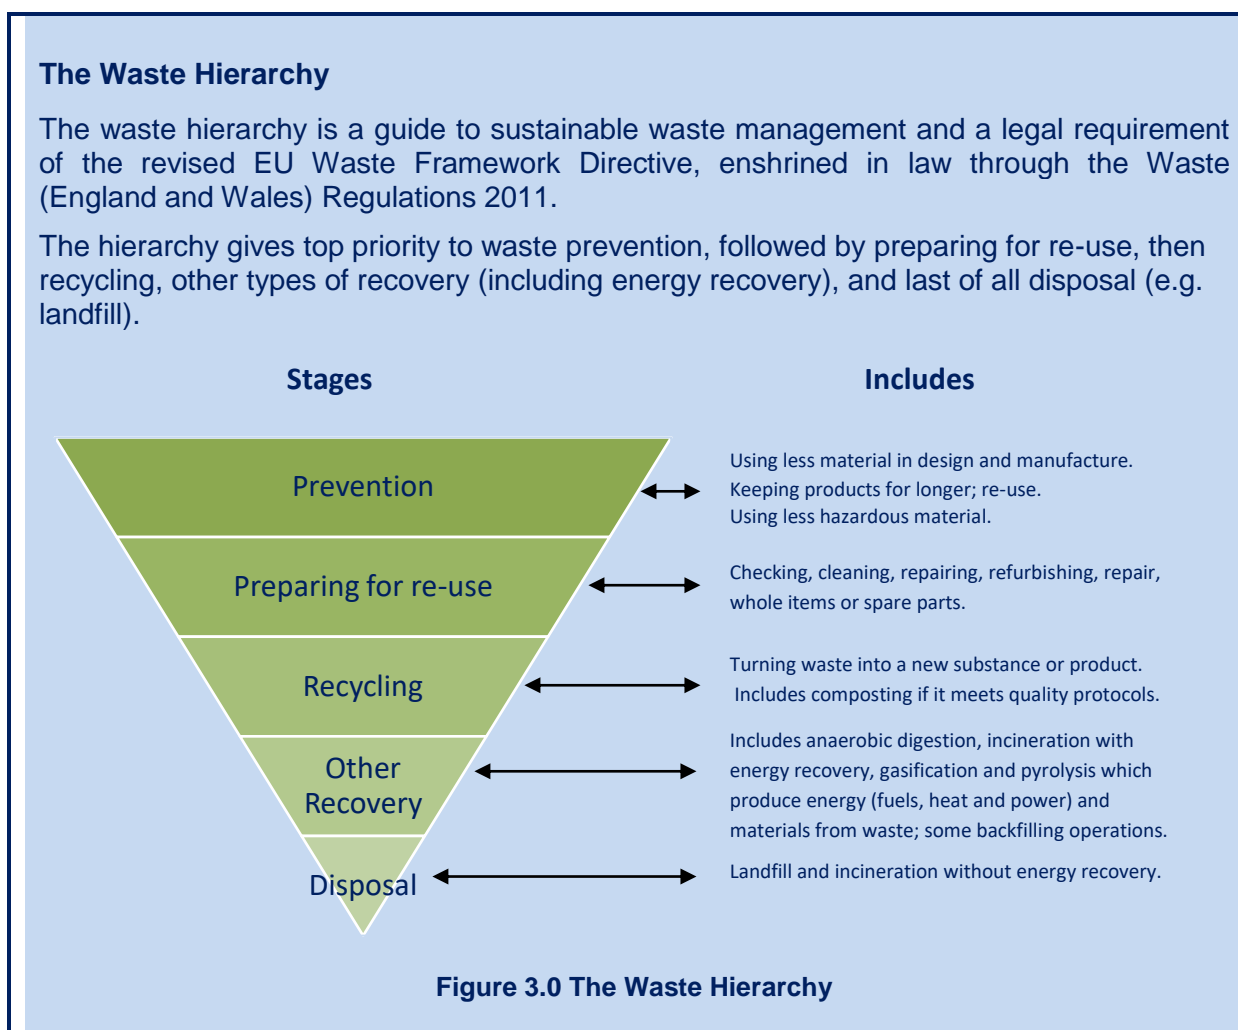 The Waste Hierarchy
The waste hierarchy is a guide to sustainable waste management and a legal requirement
of the revised EU Waste Framework Directive, enshrined in law through the Waste
(England and Wales) Regulations 2011.
The hierarchy gives top priority to waste prevention, followed by preparing for re-use, then
recycling, other types of recovery (including energy recovery), and last of all disposal (e.g.
landfill).
Stages
Includes
Prevention
Using less material in design and manufacture.
Keeping products for longer; re-use.
Using less hazardous material.
Preparing for re-use
Checking, cleaning, repairing, refurbishing, repair,
whole items or spare parts.
Recycling
Turning waste into a new substance or product.
Includes composting if it meets quality protocols.
Other
Recovery
Includes anaerobic digestion, incineration with
energy recovery, gasification and pyrolysis which
produce energy (fuels, heat and power) and
materials from waste; some backfilling operations.
Disposal
Landfill and incineration without energy recovery.
Figure 3.0 The Waste Hierarchy